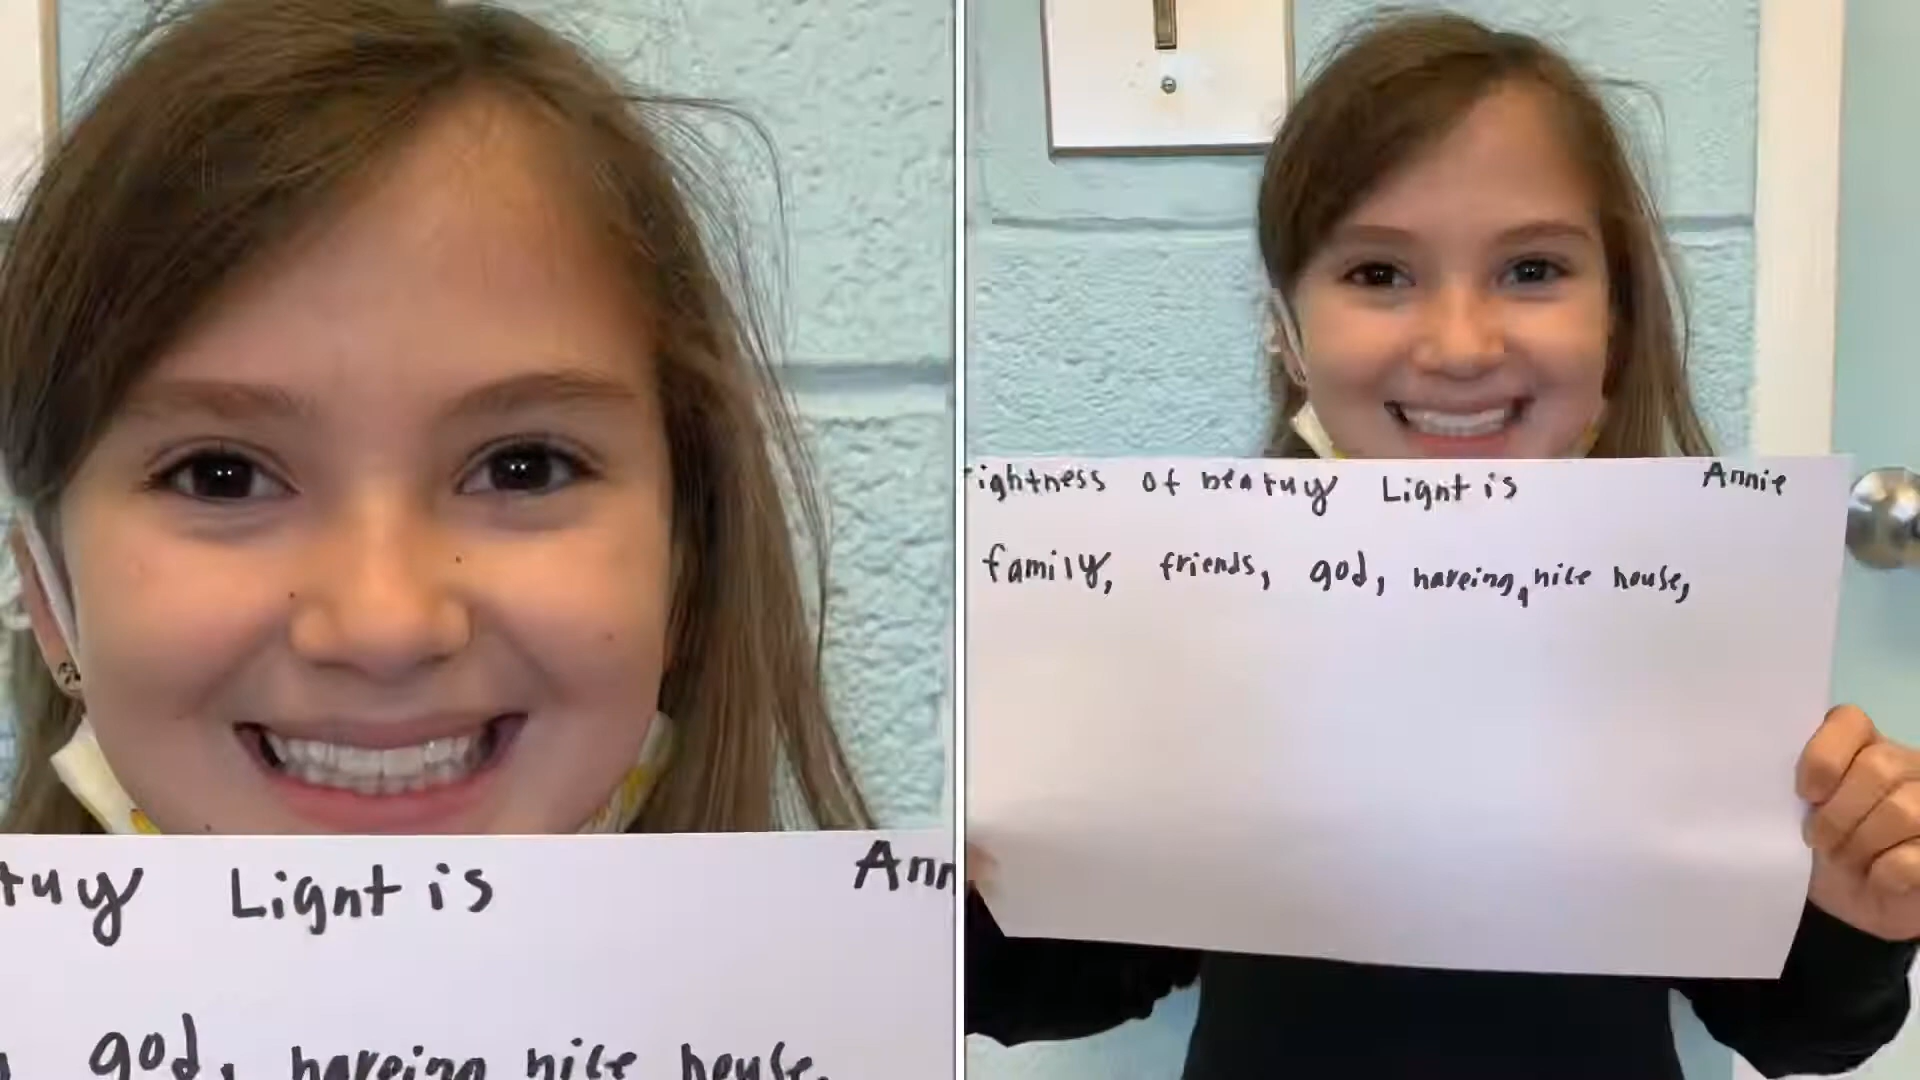 tuy Lignt is Ann
god, hareing nice house,
ightness of beatuy Lignt is Annie
family, friends, god, hareing, a nice house,